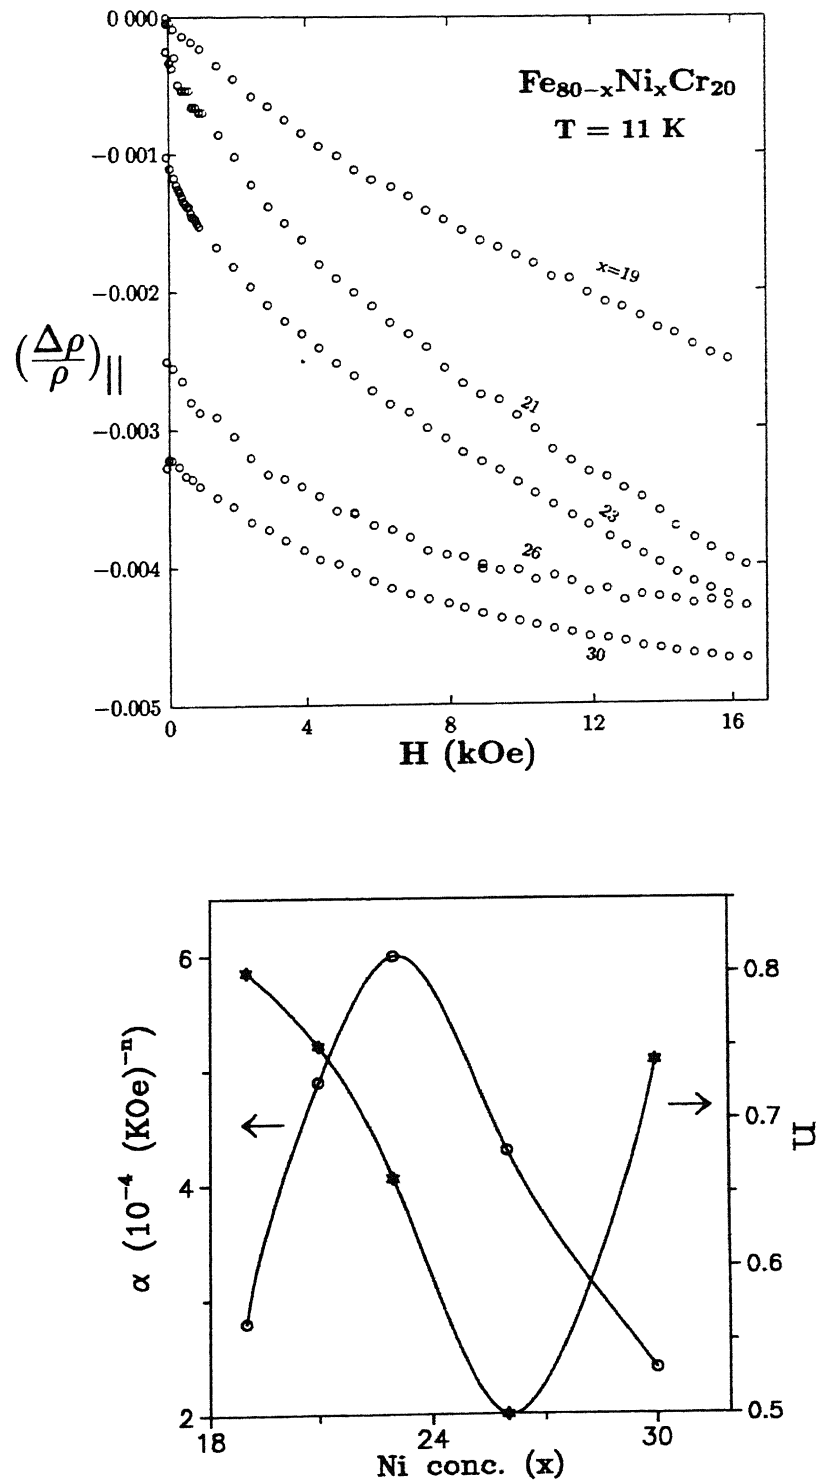 0 000
Fe80−xNixCr20
T = 11 K
−0 001
x=19
−0.002
(Δρ/ρ)||
21
−0.003
23
26
−0.004
30
−0.005
0 4 8 12 16
H (kOe)
6 0.8
α (10⁻⁴ (KOe)⁻ⁿ)
0.7
n
4
0.6
2 0.5
18 24 30
Ni conc. (x)